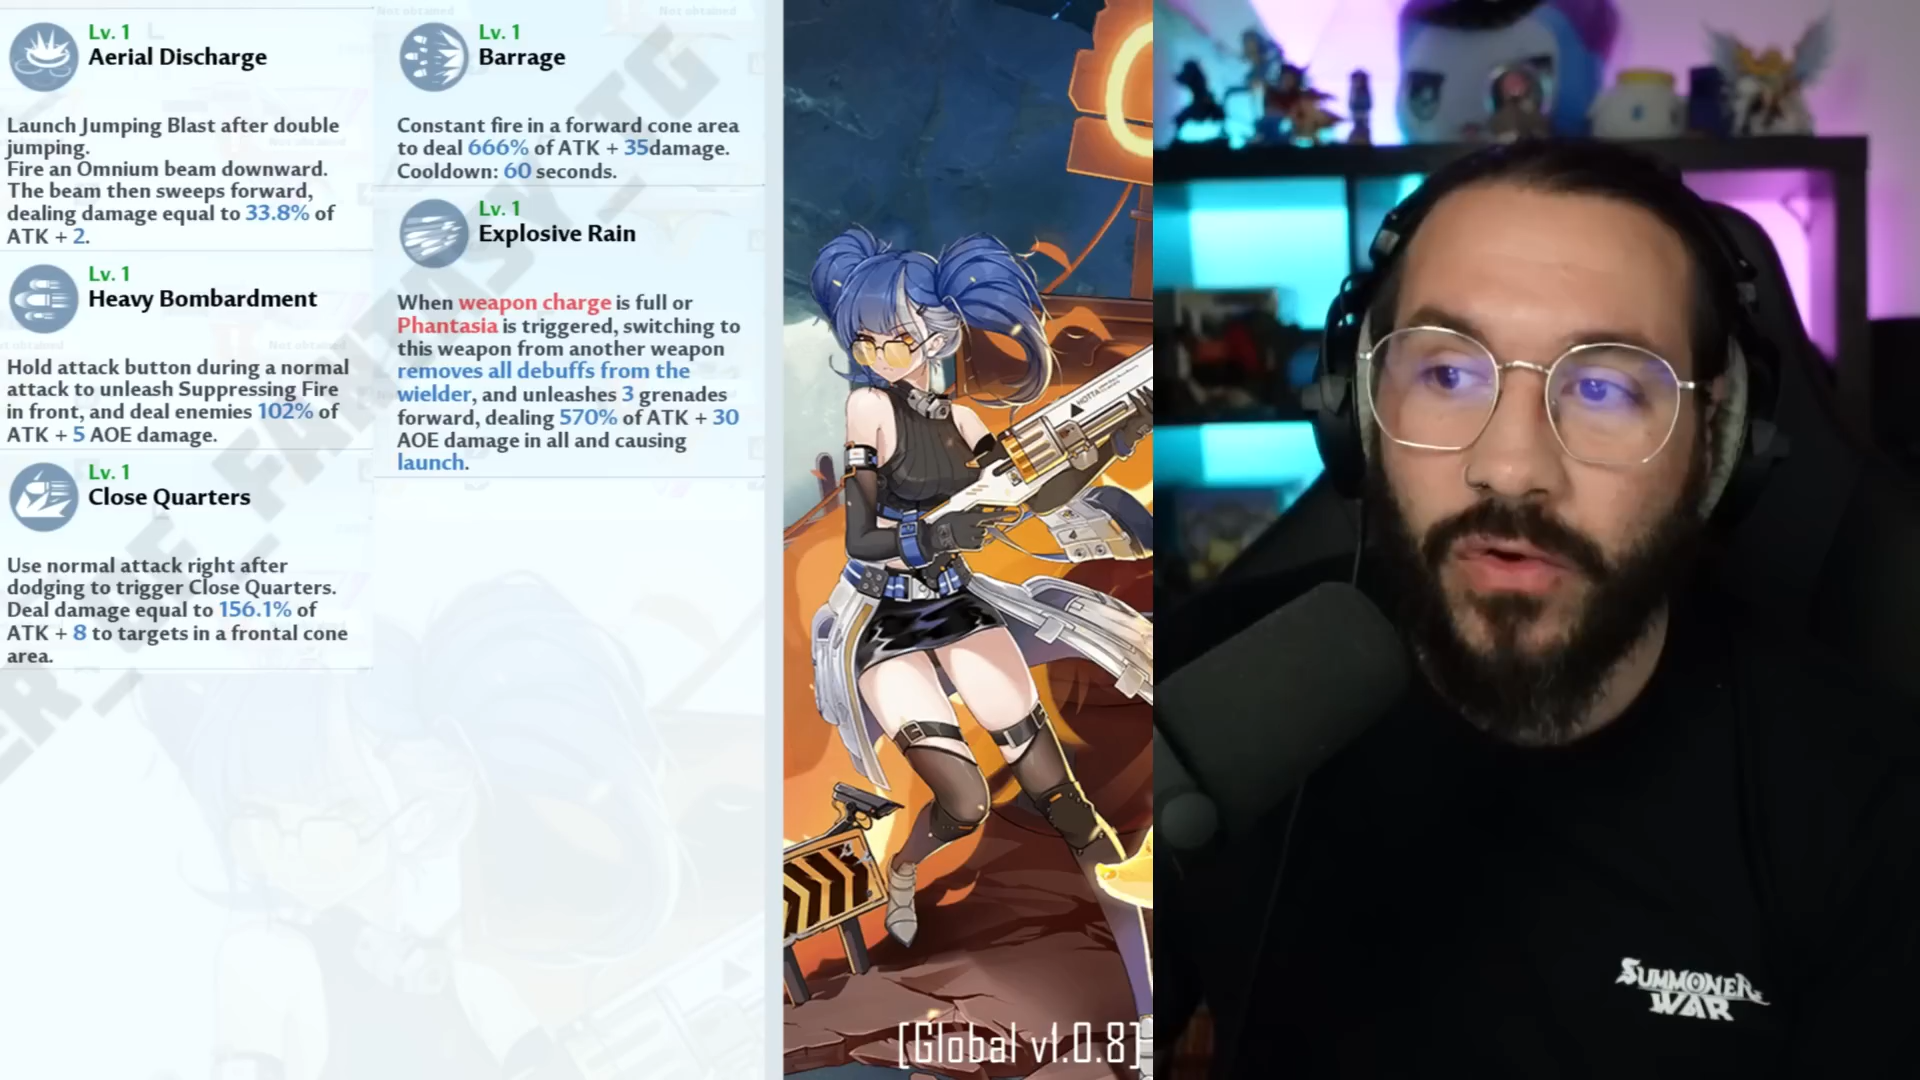 Lv. 1
Aerial Discharge
Launch Jumping Blast after double
jumping.
Fire an Omnium beam downward.
The beam then sweeps forward,
dealing damage equal to 33.8% of
ATK + 2.
Lv. 1
Heavy Bombardment
Hold attack button during a normal
attack to unleash Suppressing Fire
in front, and deal enemies 102% of
ATK + 5 AOE damage.
Lv. 1
Close Quarters
Use normal attack right after
dodging to trigger Close Quarters.
Deal damage equal to 156.1% of
ATK + 8 to targets in a frontal cone
area.
Not obtained
Not obtained
Lv. 1
Barrage
Constant fire in a forward cone area
to deal 666% of ATK + 35damage.
Cooldown: 60 seconds.
Lv. 1
Explosive Rain
When weapon charge is full or
Phantasia is triggered, switching to
this weapon from another weapon
removes all debuffs from the
wielder, and unleashes 3 grenades
forward, dealing 570% of ATK + 30
AOE damage in all and causing
launch.
HOTTA
[Global v1.0.8]
SUMMONERS
WAR